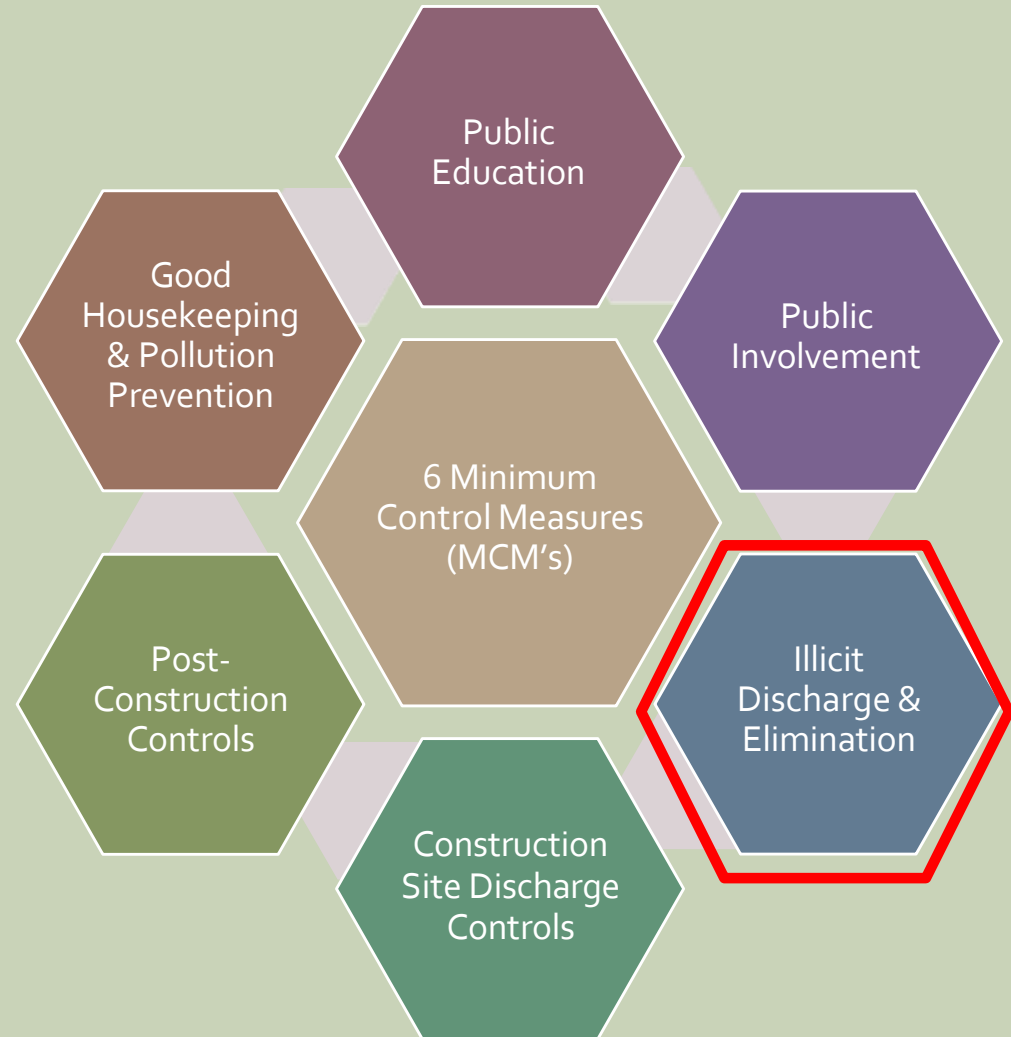 Public
Education
Public
Involvement
Illicit
Discharge &
Elimination
Construction
Site Discharge
Controls
Post-
Construction
Controls
Good
Housekeeping
& Pollution
Prevention
6 Minimum
Control Measures
(MCM's)